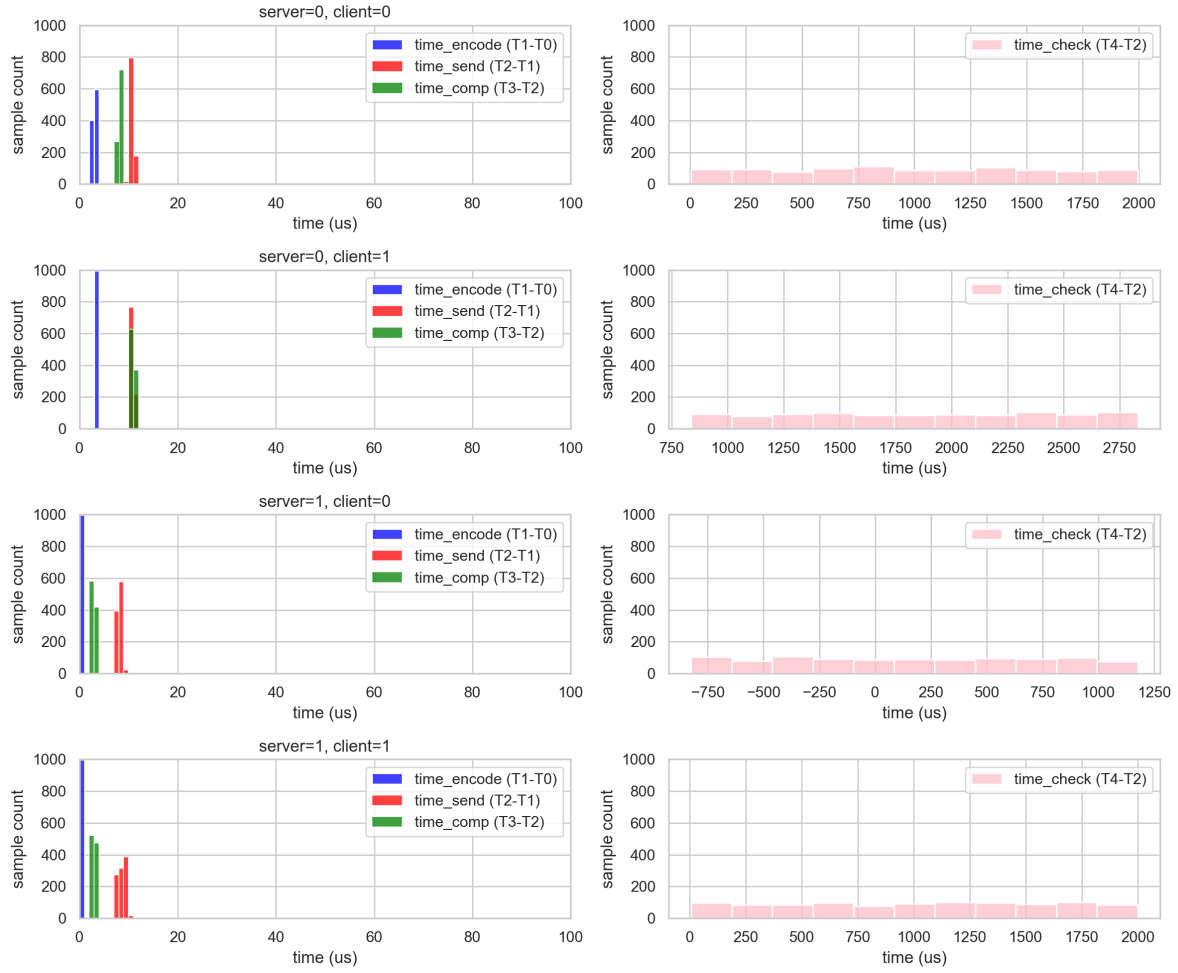 server=0, client=0
1000
800
600
400
200
0
sample count
time_encode (T1-T0)
time_send (T2-T1)
time_comp (T3-T2)
0 20 40 60 80 100
time (us)
1000
800
600
400
200
0
sample count
time_check (T4-T2)
0 250 500 750 1000 1250 1500 1750 2000
time (us)
server=0, client=1
1000
800
600
400
200
0
sample count
time_encode (T1-T0)
time_send (T2-T1)
time_comp (T3-T2)
0 20 40 60 80 100
time (us)
1000
800
600
400
200
0
sample count
time_check (T4-T2)
750 1000 1250 1500 1750 2000 2250 2500 2750
time (us)
server=1, client=0
1000
800
600
400
200
0
sample count
time_encode (T1-T0)
time_send (T2-T1)
time_comp (T3-T2)
0 20 40 60 80 100
time (us)
1000
800
600
400
200
0
sample count
time_check (T4-T2)
−750 −500 −250 0 250 500 750 1000 1250
time (us)
server=1, client=1
1000
800
600
400
200
0
sample count
time_encode (T1-T0)
time_send (T2-T1)
time_comp (T3-T2)
0 20 40 60 80 100
time (us)
1000
800
600
400
200
0
sample count
time_check (T4-T2)
0 250 500 750 1000 1250 1500 1750 2000
time (us)